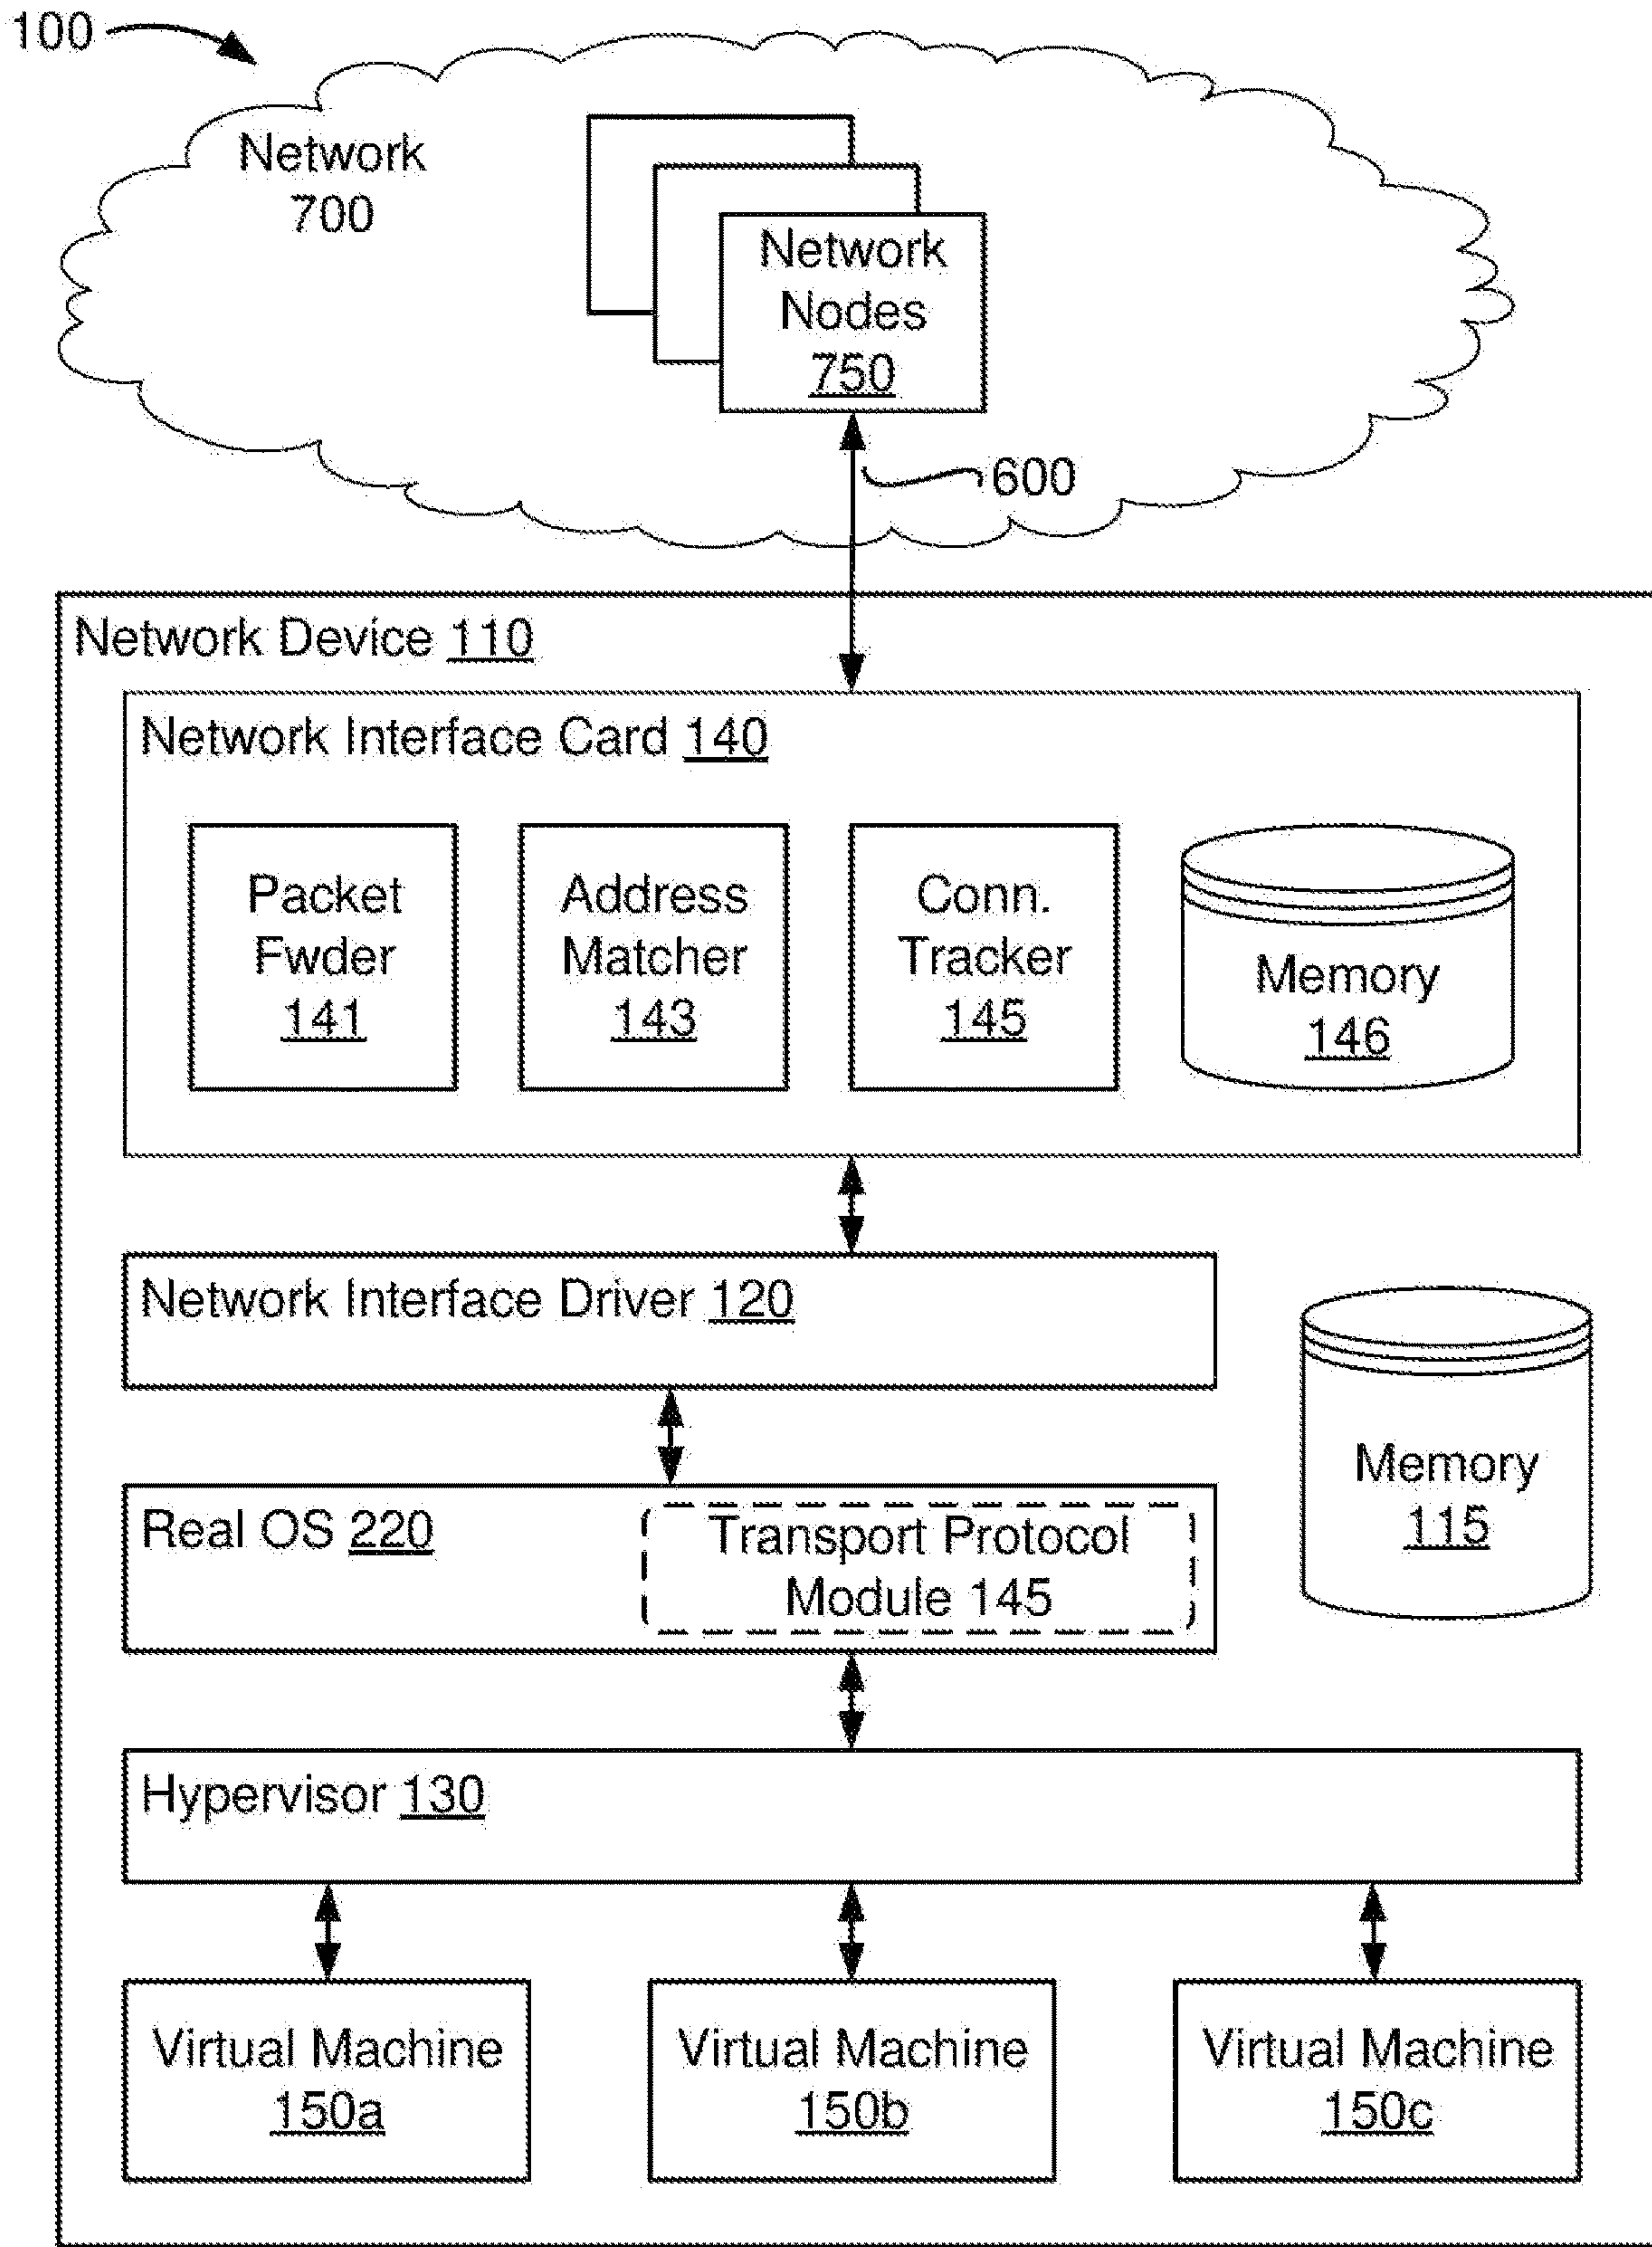 100
Network
700
Network
Nodes
750
600
Network Device 110
Network Interface Card 140
Packet
Fwder
141
Address
Matcher
143
Conn.
Tracker
145
Memory
146
Network Interface Driver 120
Memory
115
Real OS 220
Transport Protocol
Module 145
Hypervisor 130
Virtual Machine
150a
Virtual Machine
150b
Virtual Machine
150c